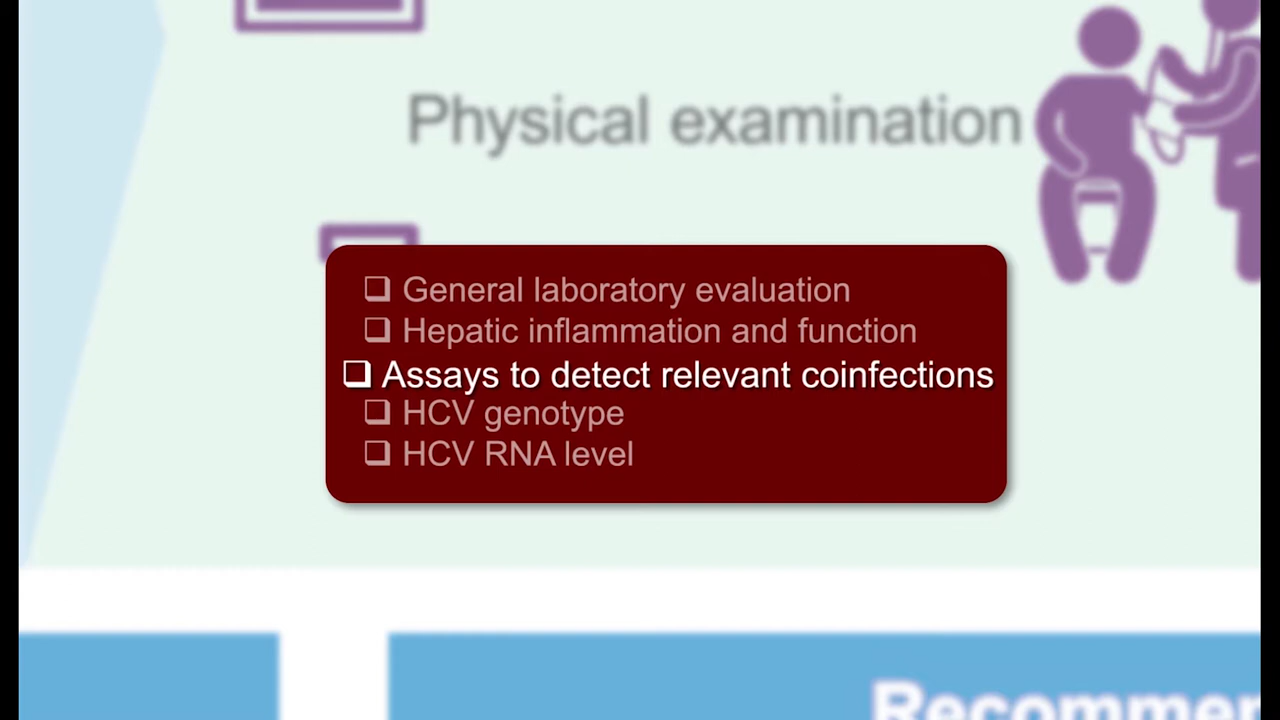 Physical examination
❑ General laboratory evaluation
❑ Hepatic inflammation and function
❑ Assays to detect relevant coinfections
❑ HCV genotype
❑ HCV RNA level